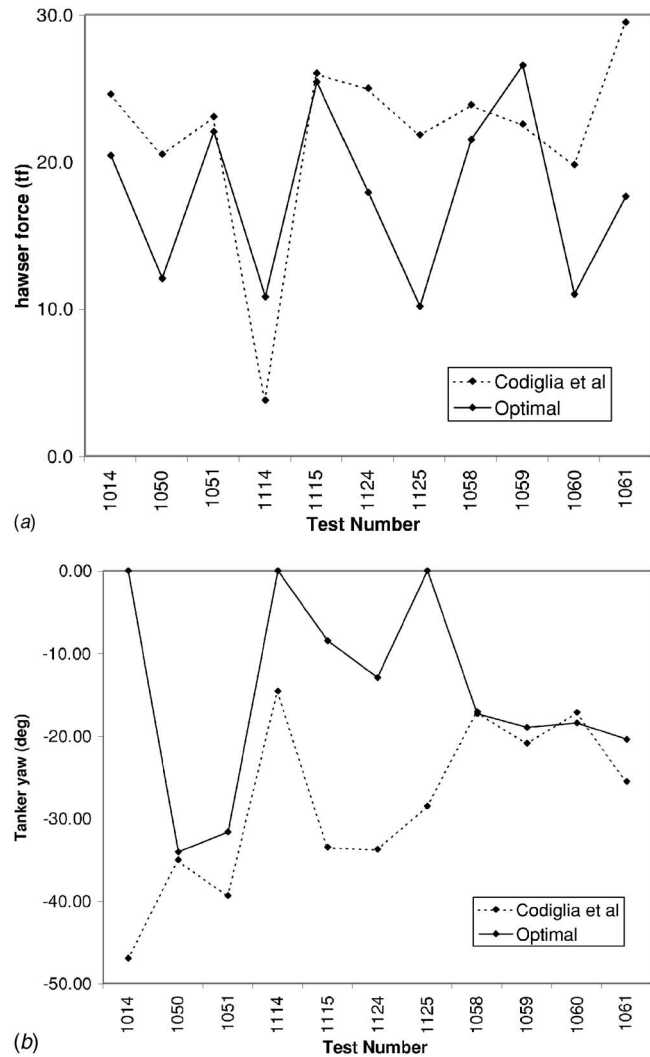 30.0
20.0
10.0
0.0
hawser force (tf)
Codiglia et al
Optimal
1014 1050 1051 1114 1115 1124 1125 1058 1059 1060 1061
Test Number
(a)
0.00
-10.00
-20.00
-30.00
-40.00
-50.00
Tanker yaw (deg)
Codiglia et al
Optimal
1014 1050 1051 1114 1115 1124 1125 1058 1059 1060 1061
Test Number
(b)